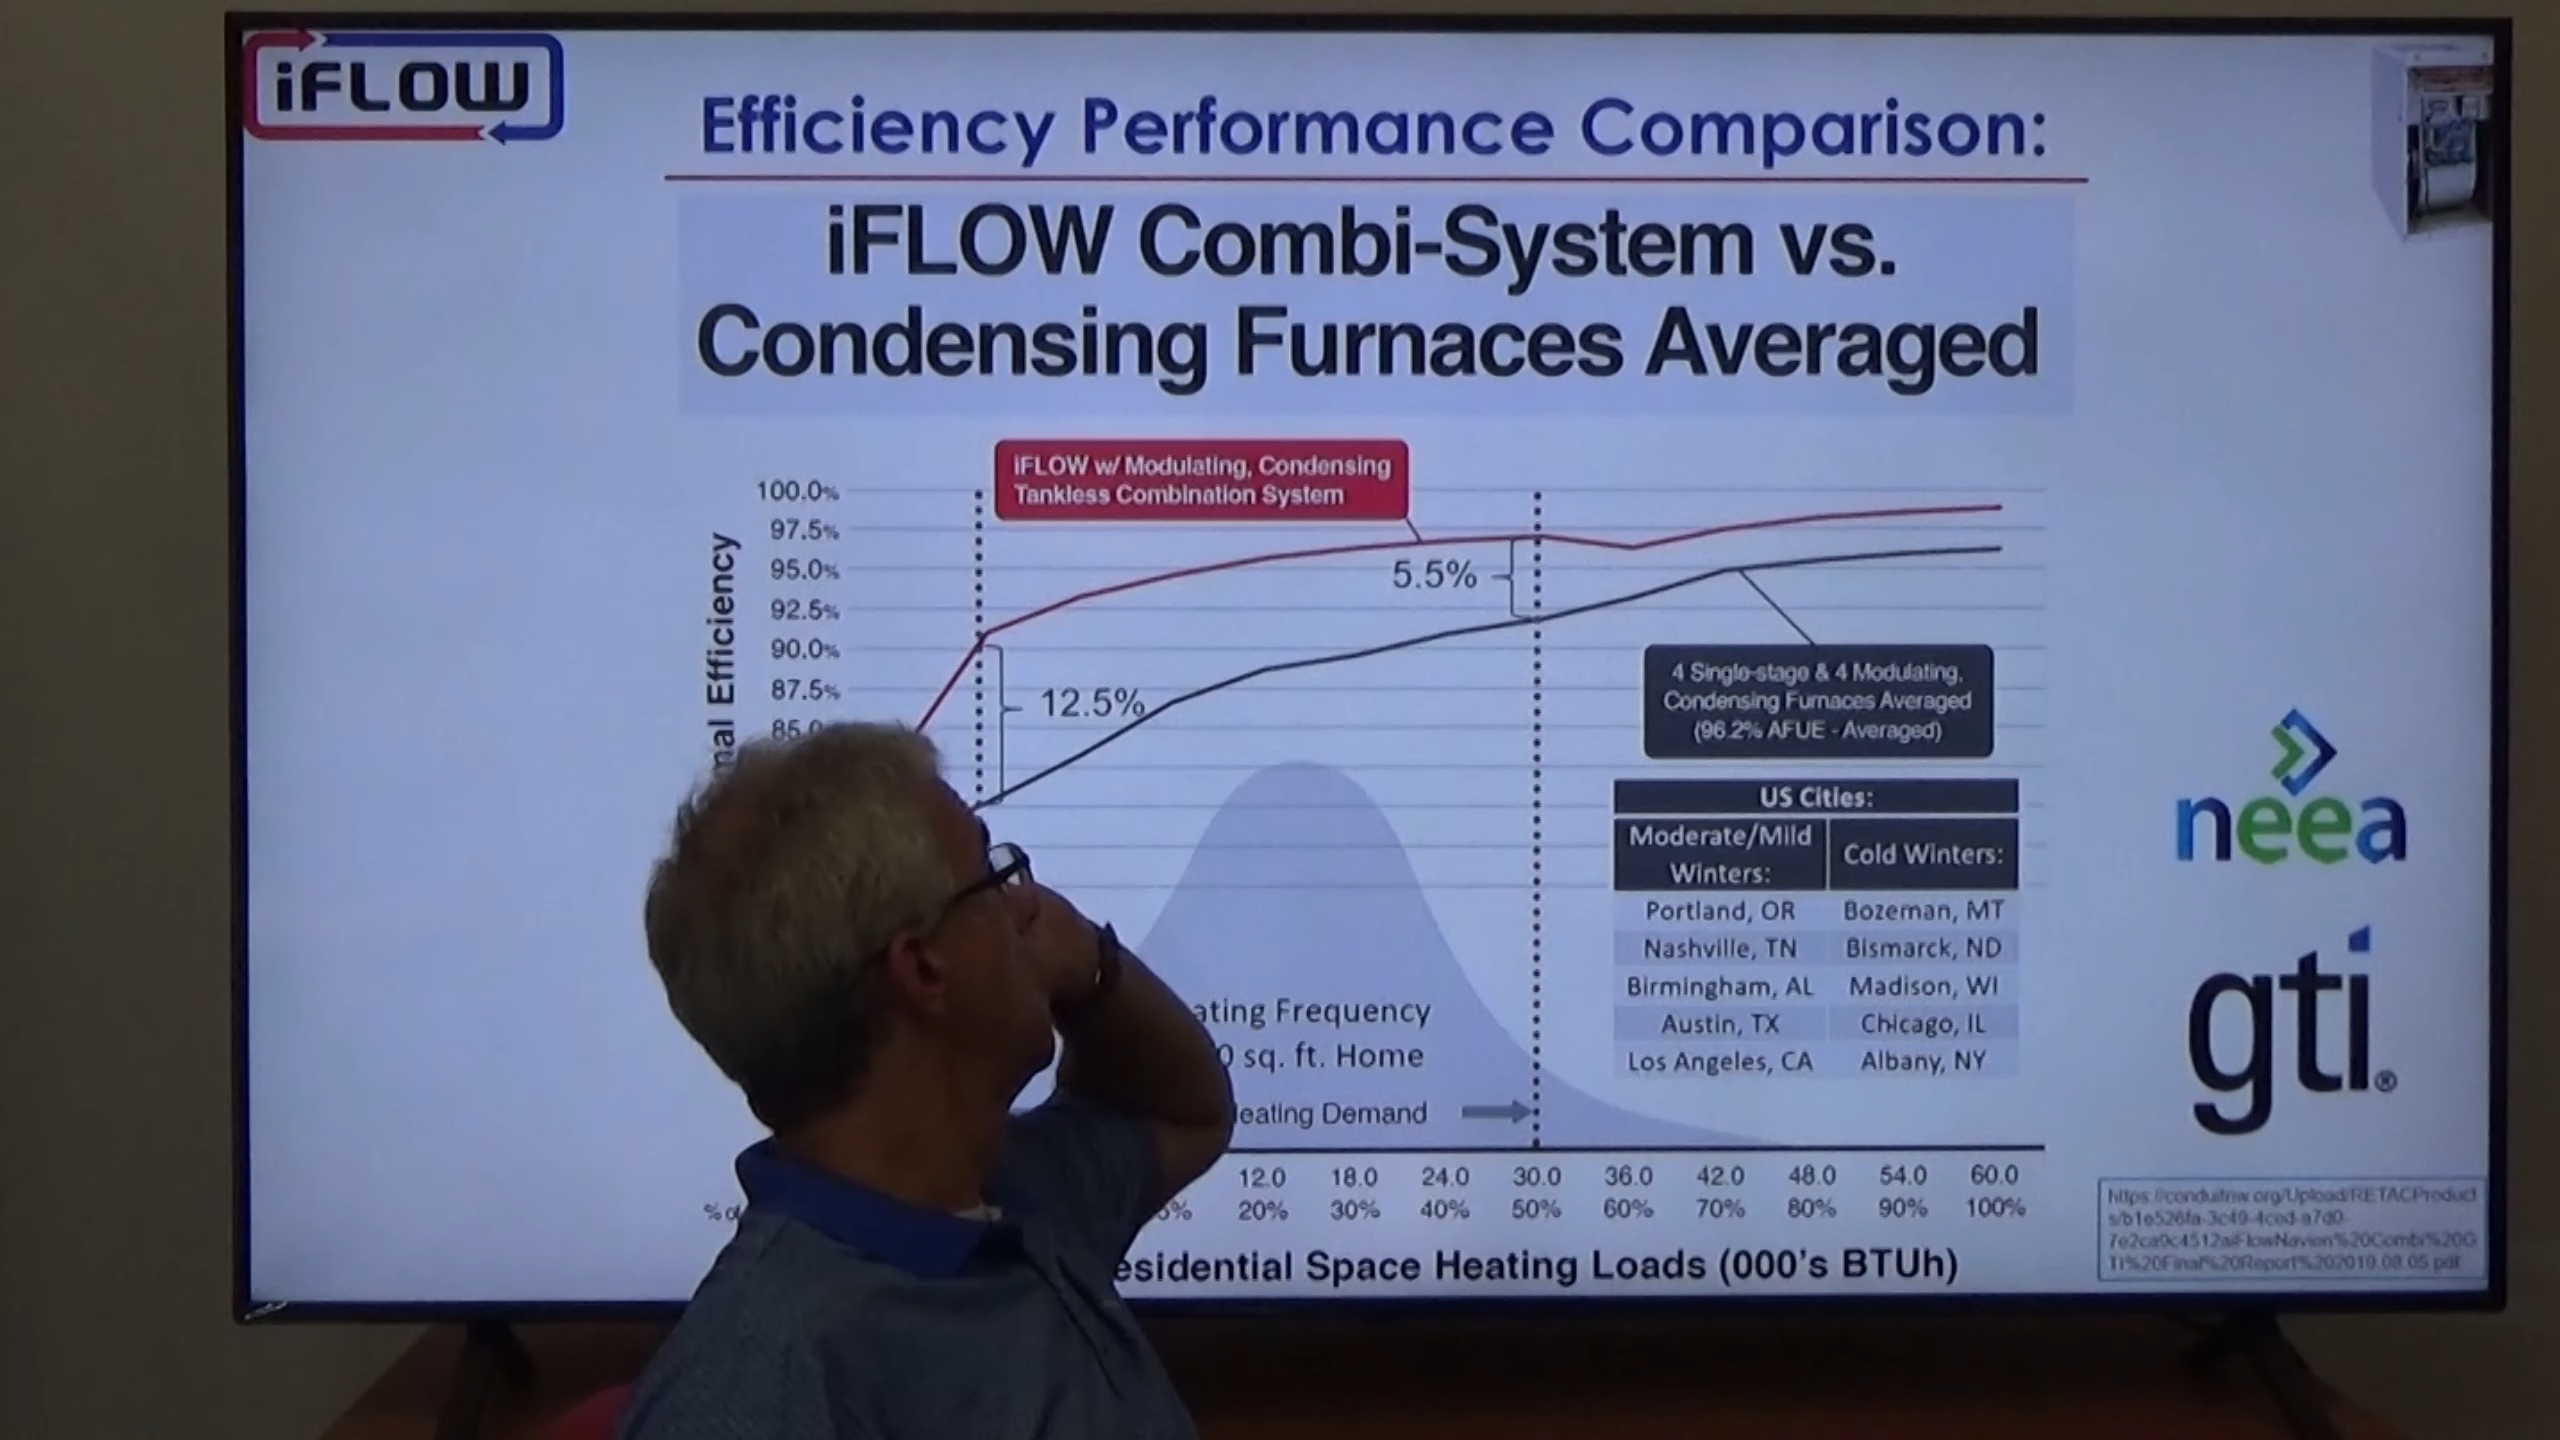 iFLOW
Efficiency Performance Comparison:
iFLOW Combi-System vs.
Condensing Furnaces Averaged
iFLOW w/ Modulating, Condensing
Tankless Combination System
100.0%
97.5%
95.0%
92.5%
90.0%
87.5%
85.0
Efficiency
5.5%
12.5%
4 Single-stage & 4 Modulating,
Condensing Furnaces Averaged
(96.2% AFUE - Averaged)
US Cities:
Moderate/Mild Winters: Cold Winters:
Portland, OR Bozeman, MT
Nashville, TN Bismarck, ND
Birmingham, AL Madison, WI
Austin, TX Chicago, IL
Los Angeles, CA Albany, NY
Frequency
sq. ft. Home
Demand
12.0 18.0 24.0 30.0 36.0 42.0 48.0 54.0 60.0
20% 30% 40% 50% 60% 70% 80% 90% 100%
Space Heating Loads (000's BTUh)
neea
gti®